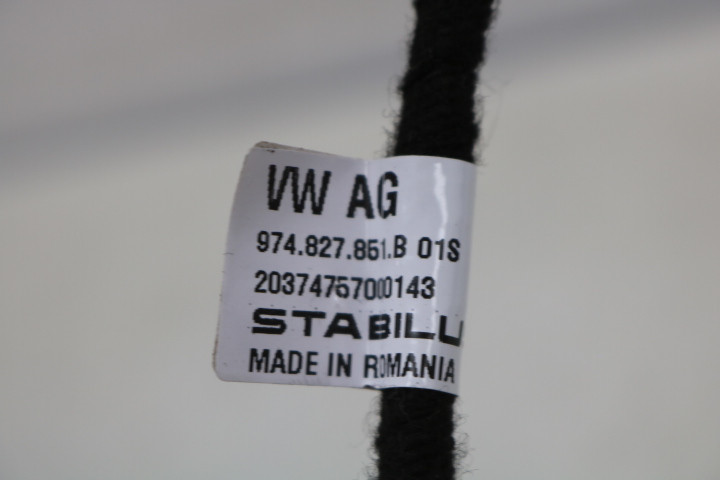 VW AG
974.827.851.B 01S
20374757000143
STABILU
MADE IN ROMANIA